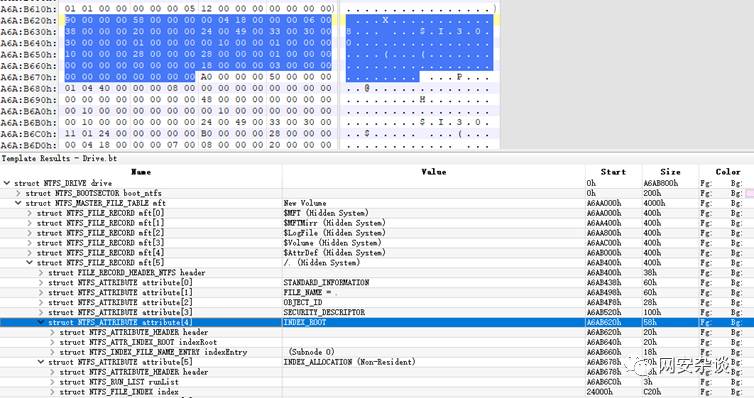 A6A:B610h: 01 01 00 00 00 00 00 05 12 00 00 00 00 00 00 00
A6A:B620h: 90 00 00 00 58 00 00 00 00 04 18 00 00 00 06 00
A6A:B630h: 38 00 00 00 20 00 00 00 24 00 49 00 33 00 30 00
A6A:B640h: 30 00 00 00 01 00 00 00 00 10 00 00 01 00 00 00
A6A:B650h: 10 00 00 00 28 00 00 00 28 00 00 00 01 00 00 00
A6A:B660h: 00 00 00 00 00 00 00 00 18 00 00 00 03 00 00 00
A6A:B670h: 00 00 00 00 00 00 00 00 A0 00 00 00 50 00 00 00
A6A:B680h: 01 04 40 00 00 00 08 00 00 00 00 00 00 00 00 00
A6A:B690h: 00 00 00 00 00 00 00 00 48 00 00 00 00 00 00 00
A6A:B6A0h: 00 10 00 00 00 00 00 00 00 10 00 00 00 00 00 00
A6A:B6B0h: 00 10 00 00 00 00 00 00 24 00 49 00 33 00 30 00
A6A:B6C0h: 11 01 24 00 00 00 00 00 B0 00 00 00 28 00 00 00
A6A:B6D0h: 00 04 18 00 00 00 07 00 08 00 00 00 20 00 00 00
Template Results - Drive.bt
Name Value Start Size Color
struct NTFS_DRIVE drive 0h A6AB800h Fg: Bg:
struct NTFS_BOOTSECTOR boot_ntfs 0h 200h Fg: Bg:
struct NTFS_MASTER_FILE_TABLE mft New Volume A6AA000h 4000h Fg: Bg:
struct NTFS_FILE_RECORD mft[0] $MFT (Hidden System) A6AA000h 400h Fg: Bg:
struct NTFS_FILE_RECORD mft[1] $MFTMirr (Hidden System) A6AA400h 400h Fg: Bg:
struct NTFS_FILE_RECORD mft[2] $LogFile (Hidden System) A6AA800h 400h Fg: Bg:
struct NTFS_FILE_RECORD mft[3] $Volume (Hidden System) A6AAC00h 400h Fg: Bg:
struct NTFS_FILE_RECORD mft[4] $AttrDef (Hidden System) A6AB000h 400h Fg: Bg:
struct NTFS_FILE_RECORD mft[5] /. (Hidden System) A6AB400h 400h Fg: Bg:
struct FILE_RECORD_HEADER_NTFS header A6AB400h 38h Fg: Bg:
struct NTFS_ATTRIBUTE attribute[0] STANDARD_INFORMATION A6AB438h 60h Fg: Bg:
struct NTFS_ATTRIBUTE attribute[1] FILE_NAME = . A6AB498h 60h Fg: Bg:
struct NTFS_ATTRIBUTE attribute[2] OBJECT_ID A6AB4F8h 28h Fg: Bg:
struct NTFS_ATTRIBUTE attribute[3] SECURITY_DESCRIPTOR A6AB520h 100h Fg: Bg:
struct NTFS_ATTRIBUTE attribute[4] INDEX_ROOT A6AB620h 58h Fg: Bg:
struct NTFS_ATTRIBUTE_HEADER header A6AB620h 20h Fg: Bg:
struct NTFS_ATTR_INDEX_ROOT indexRoot A6AB640h 20h Fg: Bg:
struct NTFS_INDEX_FILE_NAME_ENTRY indexEntry (Subnode 0) A6AB660h 18h Fg: Bg:
struct NTFS_ATTRIBUTE attribute[5] INDEX_ALLOCATION (Non-Resident) A6AB678h Fg: Bg:
struct NTFS_ATTRIBUTE_HEADER header A6AB678h Fg: Bg:
struct NTFS_RUN_LIST runList A6AB6C0h 3h Fg: Bg:
struct NTFS_FILE_INDEX index 24000h C20h Fg: Bg:
网安杂谈